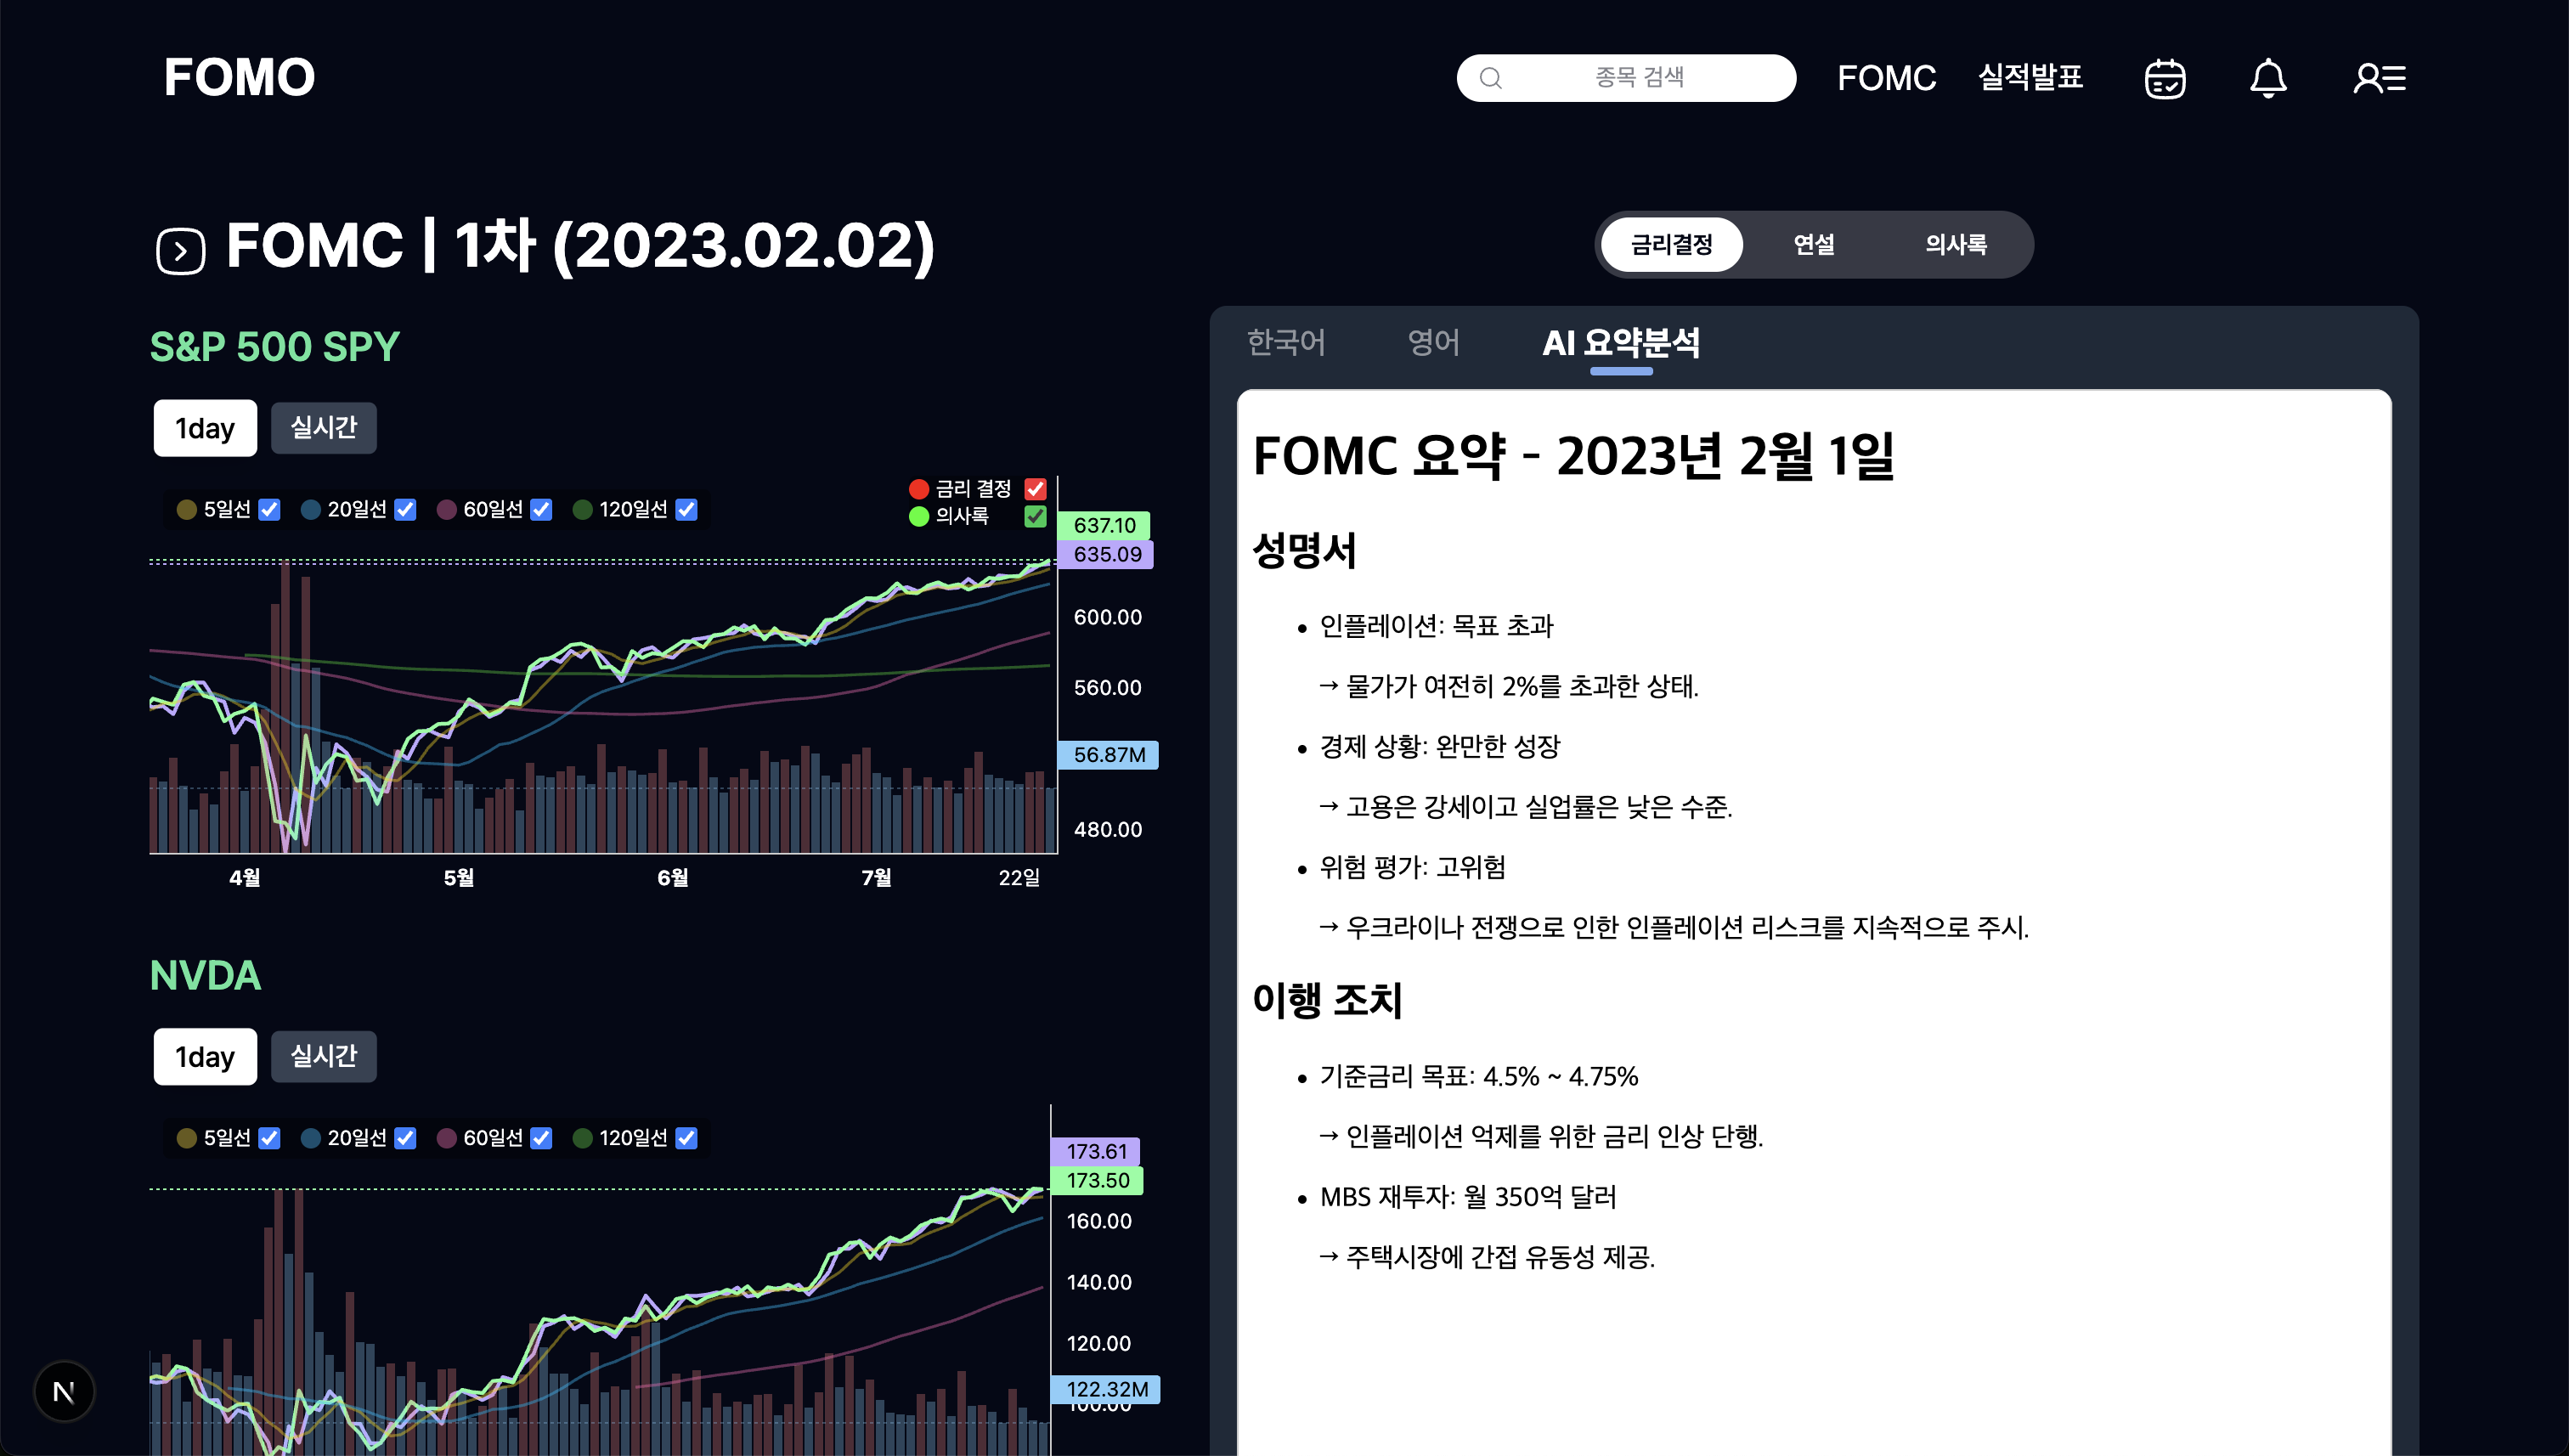 FOMO
종목 검색
FOMC
실적발표
FOMC | 1차 (2023.02.02)
금리결정
연설
의사록
S&P 500 SPY
1day
실시간
5일선
20일선
60일선
120일선
금리 결정
의사록
637.10
635.09
600.00
560.00
56.87M
480.00
4월
5월
6월
7월
22일
NVDA
1day
실시간
5일선
20일선
60일선
120일선
173.61
173.50
160.00
140.00
120.00
122.32M
100.00
N
한국어
영어
AI 요약분석
FOMC 요약 - 2023년 2월 1일
성명서
• 인플레이션: 목표 초과
→ 물가가 여전히 2%를 초과한 상태.
• 경제 상황: 완만한 성장
→ 고용은 강세이고 실업률은 낮은 수준.
• 위험 평가: 고위험
→ 우크라이나 전쟁으로 인한 인플레이션 리스크를 지속적으로 주시.
이행 조치
• 기준금리 목표: 4.5% ~ 4.75%
→ 인플레이션 억제를 위한 금리 인상 단행.
• MBS 재투자: 월 350억 달러
→ 주택시장에 간접 유동성 제공.